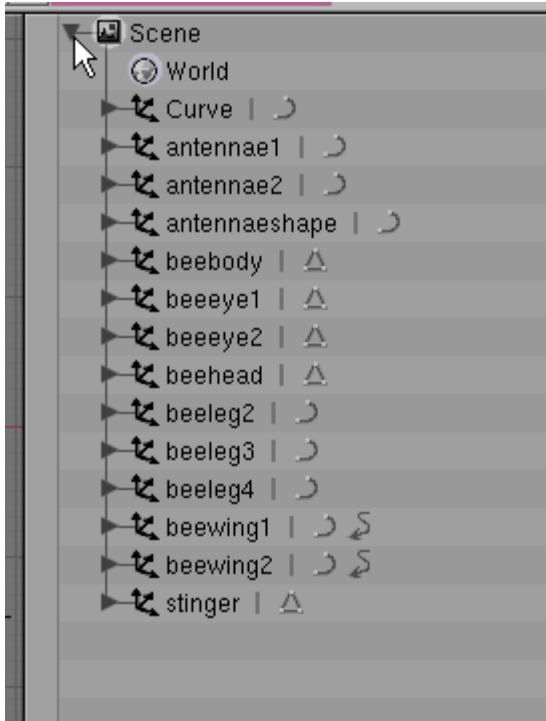 Scene
World
Curve
antennae1
antennae2
antennaeshape
beebody
beeeye1
beeeye2
beehead
beeleg2
beeleg3
beeleg4
beewing1
beewing2
stinger